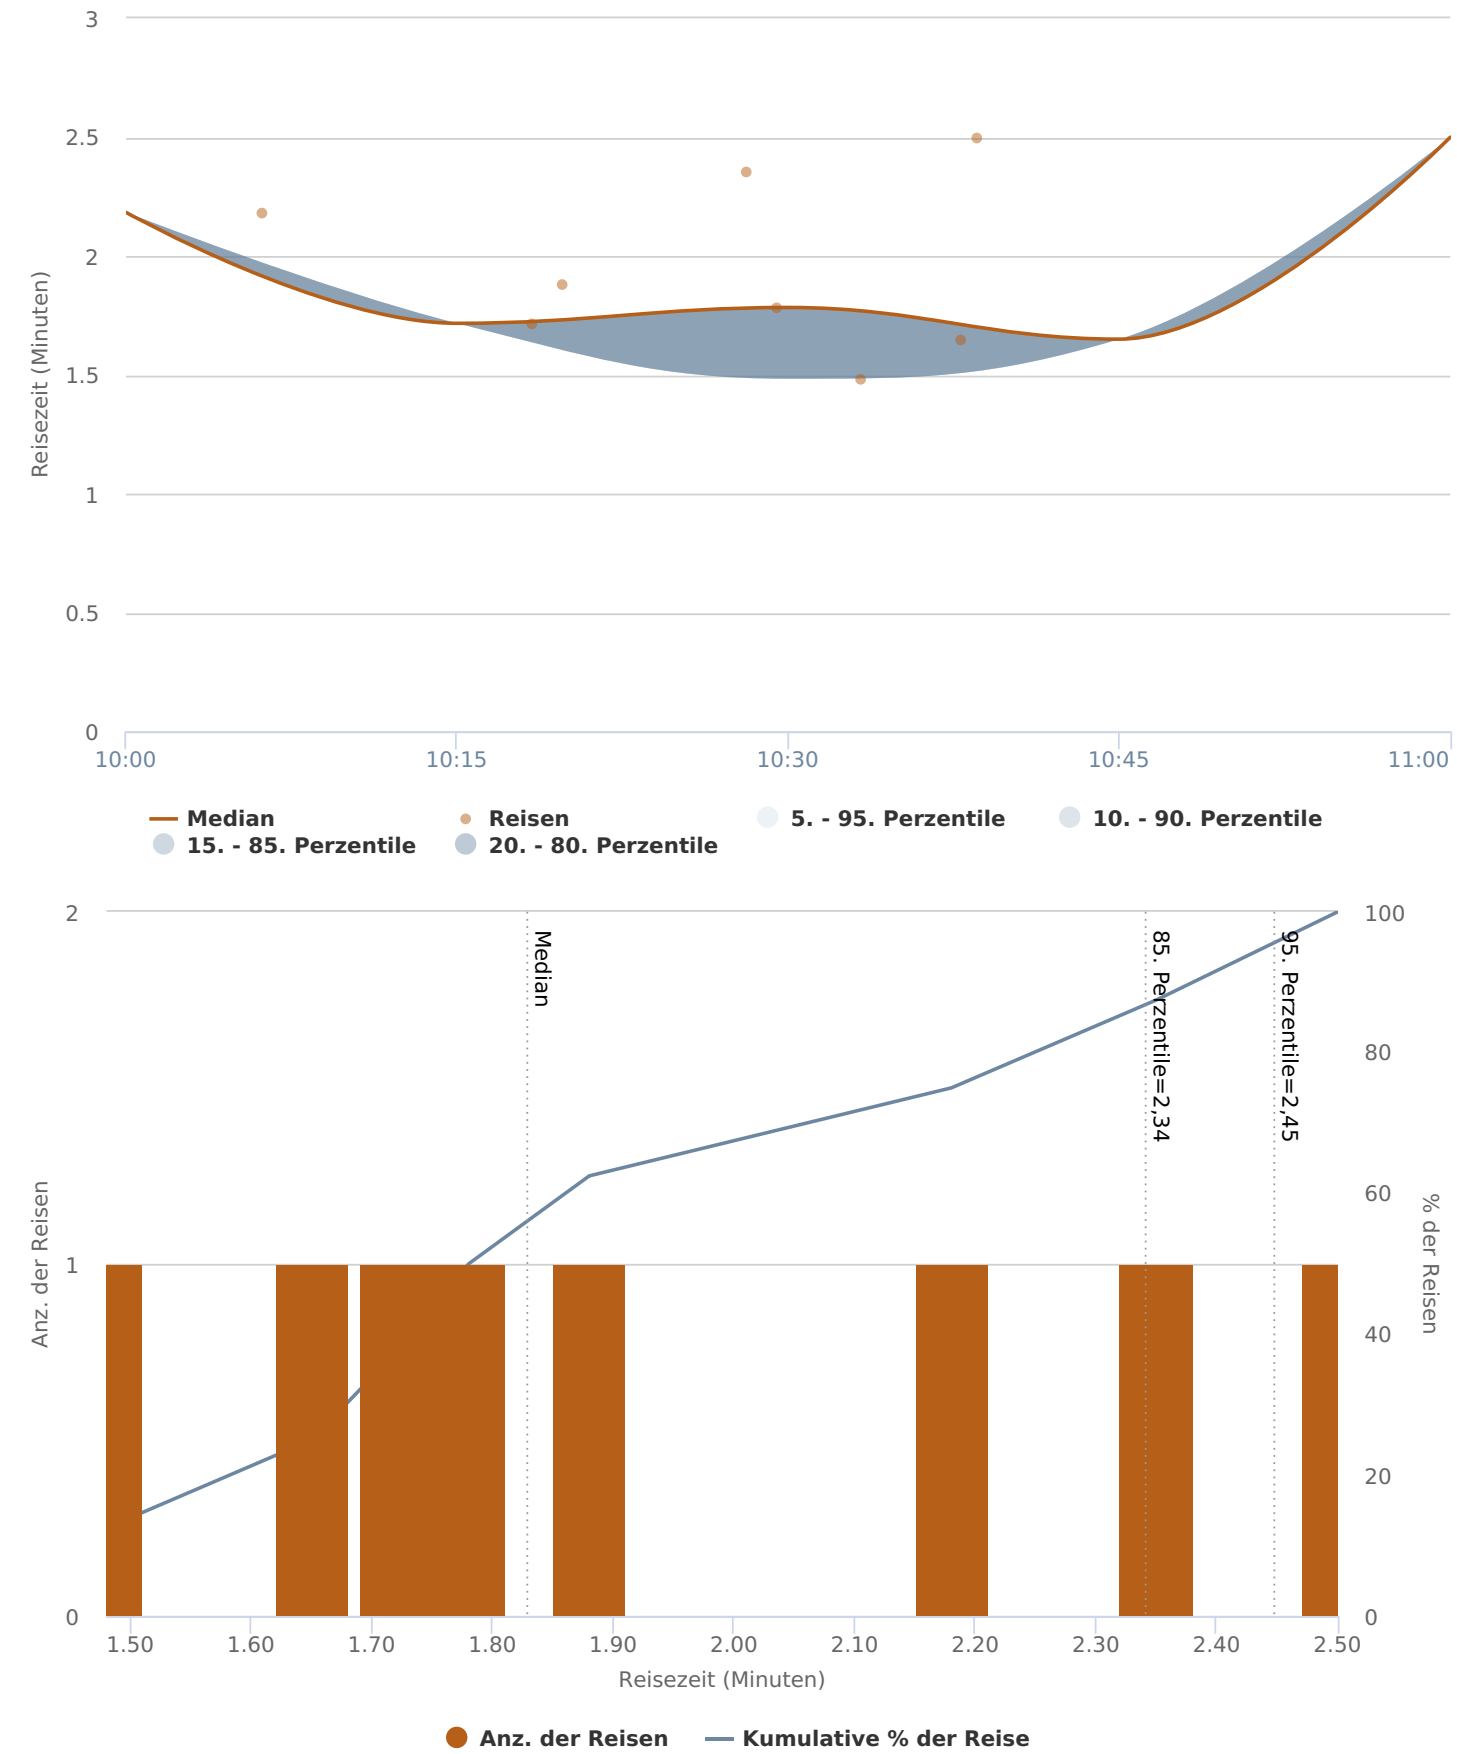 3
2.5
2
1.5
1
0.5
0
Reisezeit (Minuten)
10:00 10:15 10:30 10:45 11:00
Median Reisen 5. - 95. Perzentile 10. - 90. Perzentile
15. - 85. Perzentile 20. - 80. Perzentile
2
1
0
Anz. der Reisen
Median
85. Perzentile=2,34
95. Perzentile=2,45
100
80
60
40
20
0
% der Reisen
1.50 1.60 1.70 1.80 1.90 2.00 2.10 2.20 2.30 2.40 2.50
Reisezeit (Minuten)
Anz. der Reisen Kumulative % der Reise